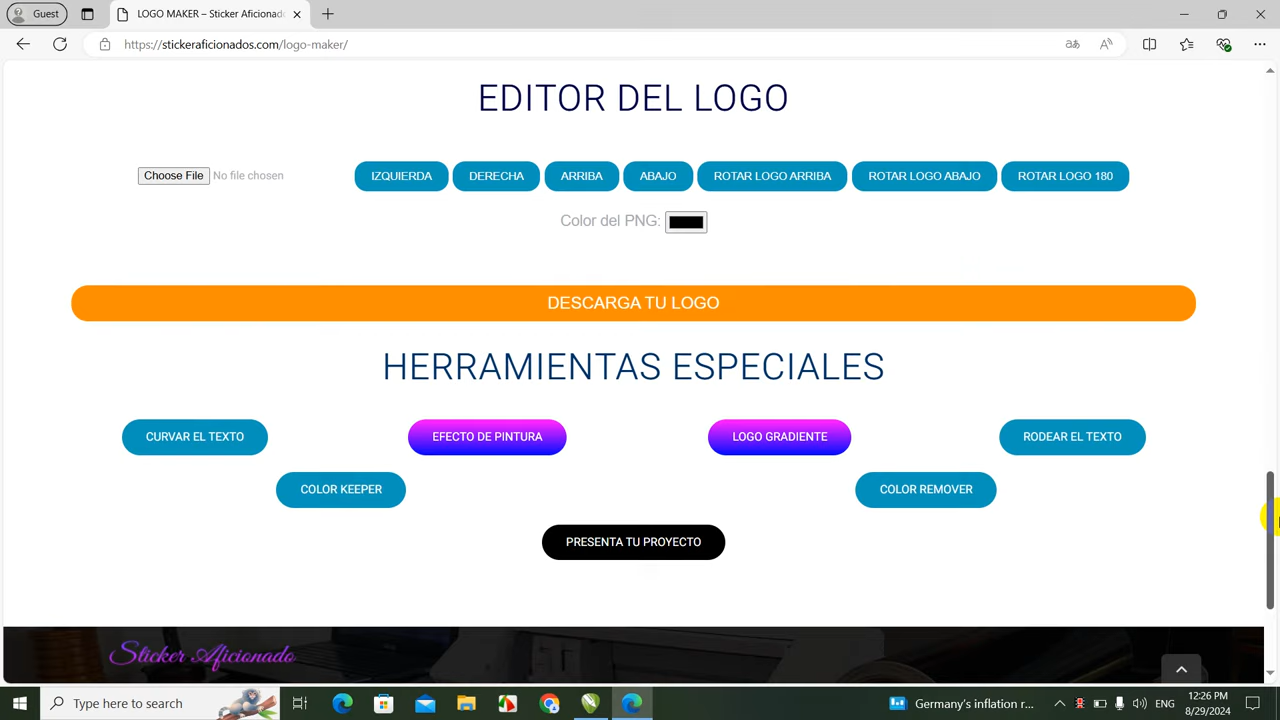 Guest
LOGO MAKER – Sticker Aficionado
https://stickeraficionados.com/logo-maker/
EDITOR DEL LOGO
Choose File No file chosen
IZQUIERDA DERECHA ARRIBA ABAJO ROTAR LOGO ARRIBA ROTAR LOGO ABAJO ROTAR LOGO 180
Color del PNG:
DESCARGA TU LOGO
HERRAMIENTAS ESPECIALES
CURVAR EL TEXTO EFECTO DE PINTURA LOGO GRADIENTE RODEAR EL TEXTO
COLOR KEEPER COLOR REMOVER
PRESENTA TU PROYECTO
Sticker Aficionado
Type here to search
Germany's inflation r...
ENG
12:26 PM
8/29/2024